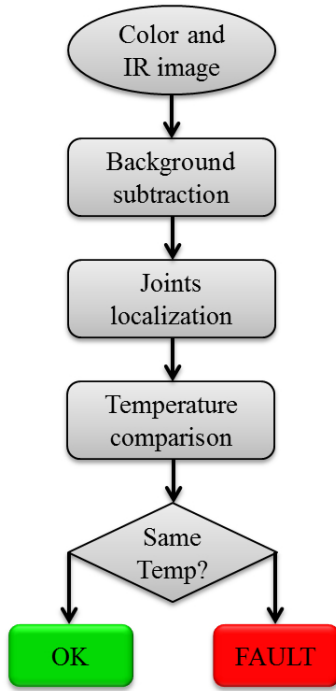 Color and
IR image
Background
subtraction
Joints
localization
Temperature
comparison
Same
Temp?
OK
FAULT